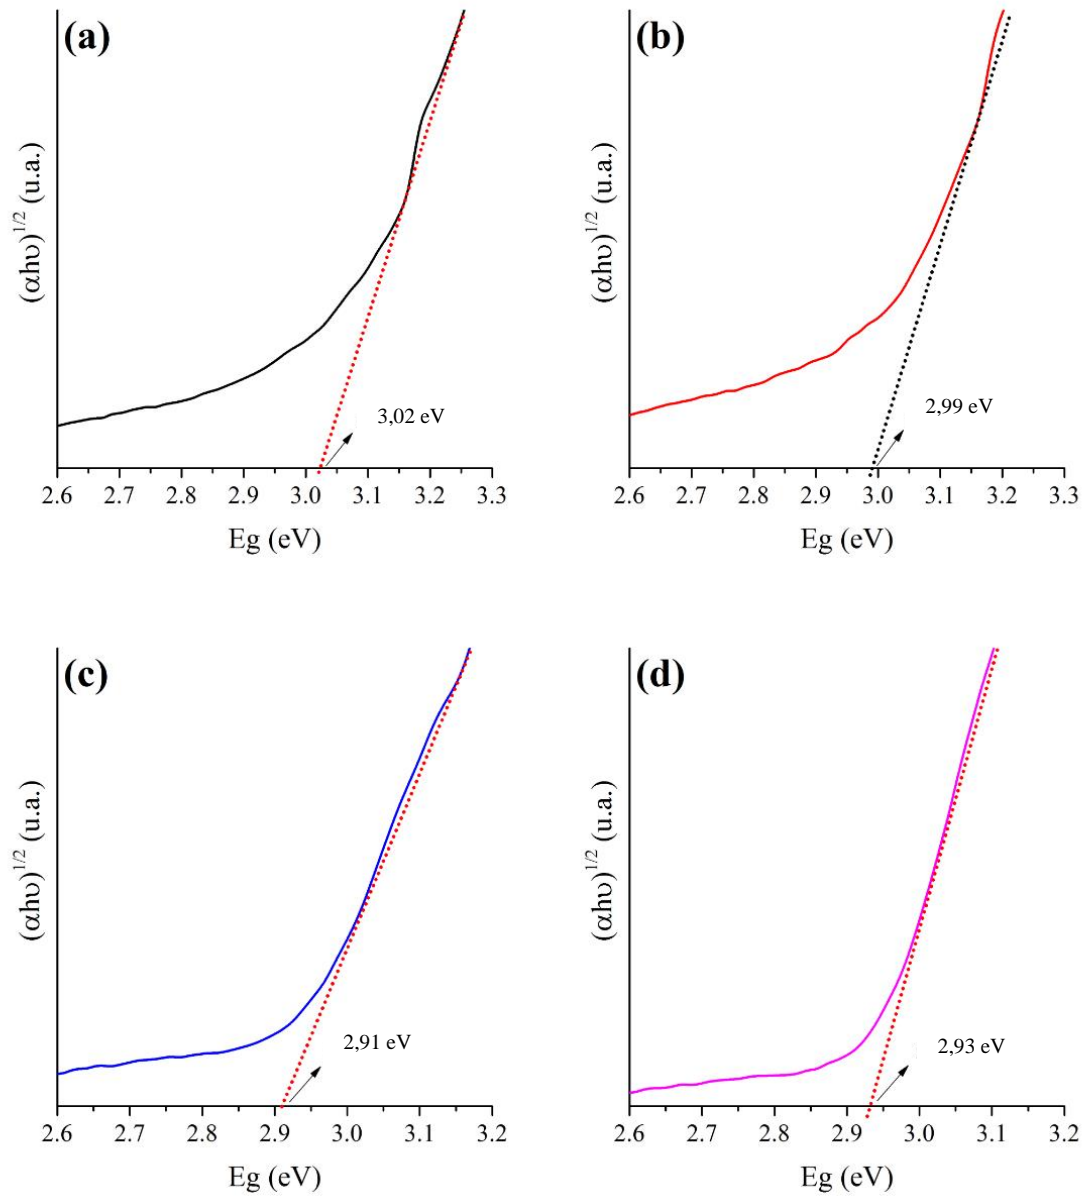 (a)
(αhυ)1/2 (u.a.)
3,02 eV
2.6 2.7 2.8 2.9 3.0 3.1 3.2 3.3
Eg (eV)
(b)
(αhυ)1/2 (u.a.)
2,99 eV
2.6 2.7 2.8 2.9 3.0 3.1 3.2 3.3
Eg (eV)
(c)
(αhυ)1/2 (u.a.)
2,91 eV
2.6 2.7 2.8 2.9 3.0 3.1 3.2
Eg (eV)
(d)
(αhυ)1/2 (u.a.)
2,93 eV
2.6 2.7 2.8 2.9 3.0 3.1 3.2
Eg (eV)